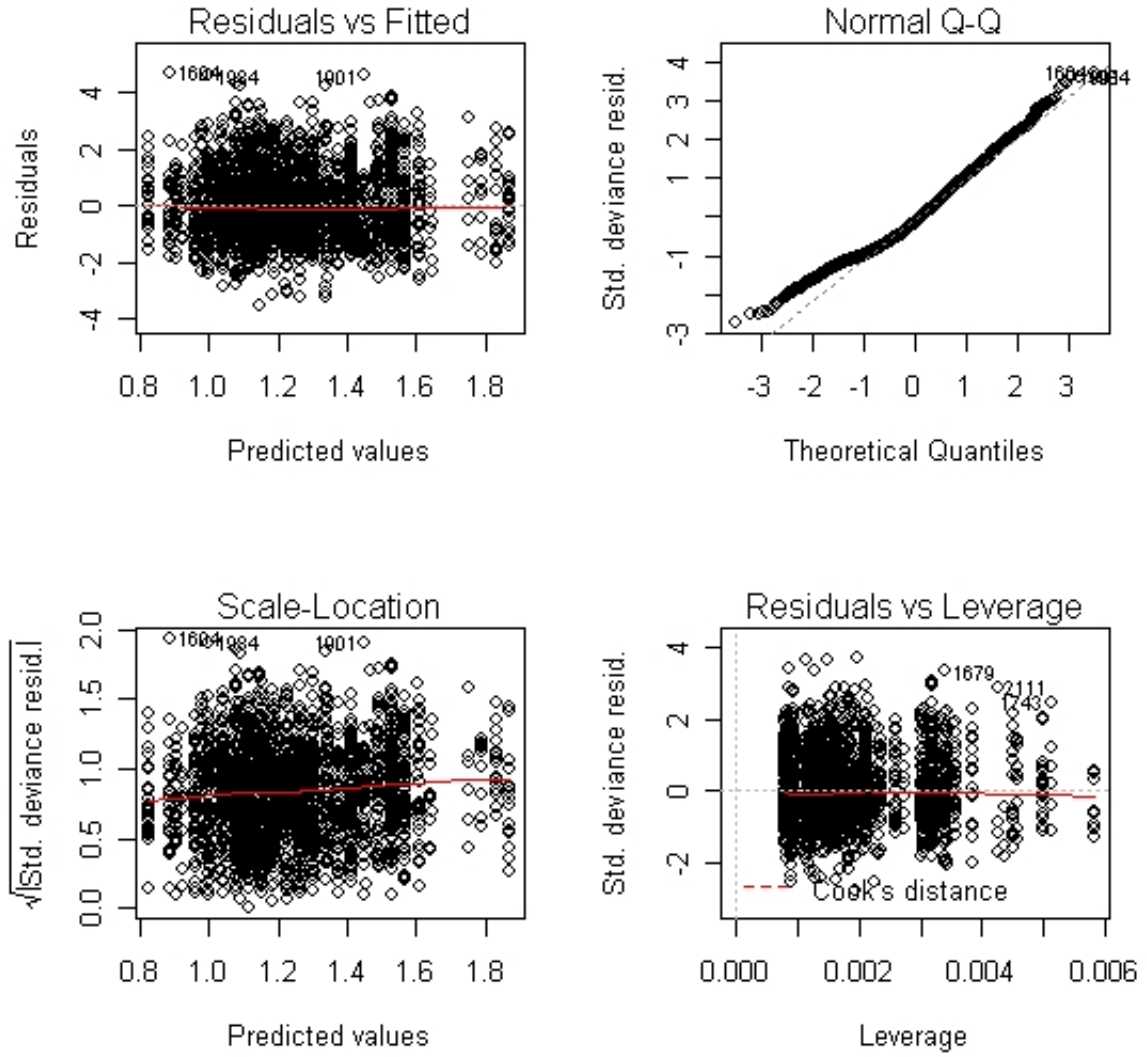 Residuals vs Fitted
Residuals
4
2
0
-2
-4
1604
1984
1901
0.8 1.0 1.2 1.4 1.6 1.8
Predicted values
Normal Q-Q
Std. deviance resid.
4
3
2
1
-1
-3
-3 -2 -1 0 1 2 3
Theoretical Quantiles
Scale-Location
√|Std. deviance resid.|
2.0
1.5
1.0
0.5
0.0
1604
1984
1901
0.8 1.0 1.2 1.4 1.6 1.8
Predicted values
Residuals vs Leverage
Std. deviance resid.
4
2
0
-2
1679
2111
1743
Cook's distance
0.000 0.002 0.004 0.006
Leverage